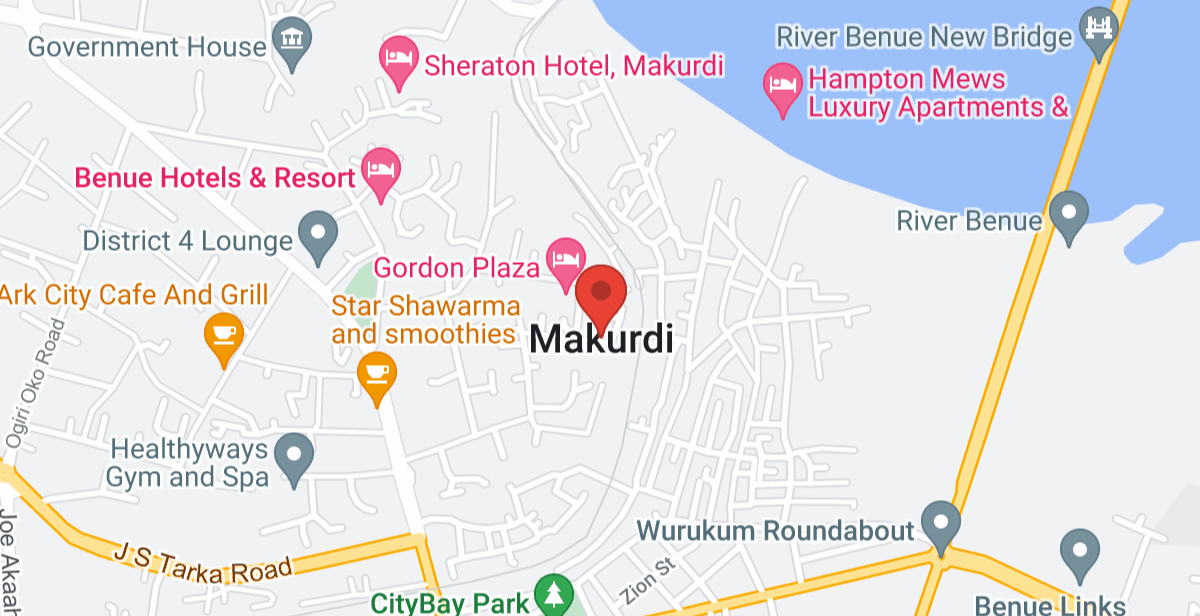 Government House
Sheraton Hotel, Makurdi
River Benue New Bridge
Hampton Mews
Luxury Apartments &
Benue Hotels & Resort
District 4 Lounge
River Benue
Gordon Plaza
Ark City Cafe And Grill
Star Shawarma
and smoothies
Makurdi
Ogiri Oko Road
Healthyways
Gym and Spa
Wurukum Roundabout
Joe Akaah
J S Tarka Road
Zion St
CityBay Park
Benue Links